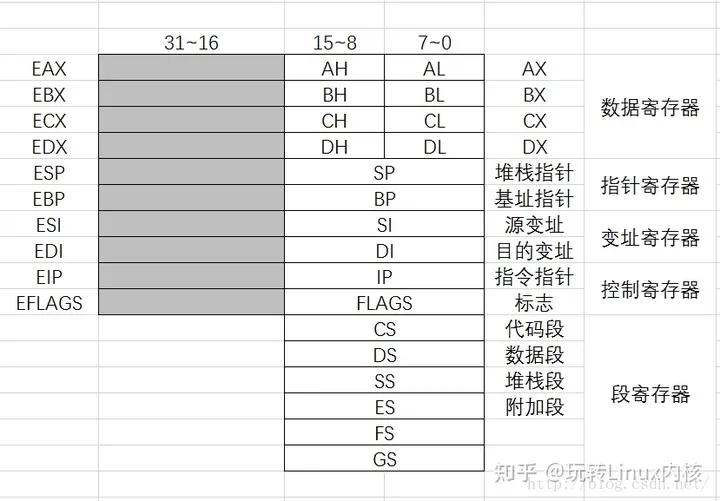 31~16 15~8 7~0
EAX AH AL AX
EBX BH BL BX
数据寄存器
ECX CH CL CX
EDX DH DL DX
ESP SP 堆栈指针
指针寄存器
EBP BP 基址指针
ESI SI 源变址
变址寄存器
EDI DI 目的变址
EIP IP 指令指针
控制寄存器
EFLAGS FLAGS 标志
CS 代码段
DS 数据段
SS 堆栈段
段寄存器
ES 附加段
FS
GS
知乎 @玩转Linux内核
http://blog.csdn.net/